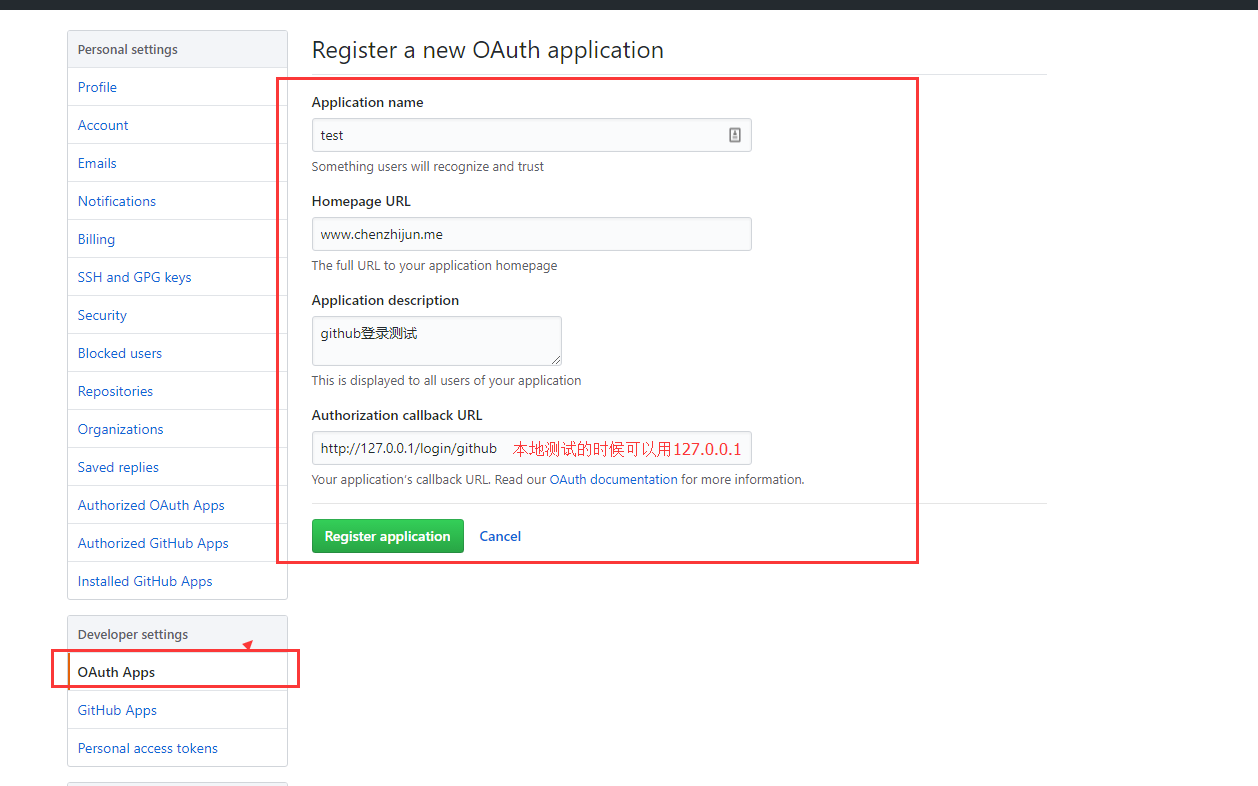 Personal settings
Profile
Account
Emails
Notifications
Billing
SSH and GPG keys
Security
Blocked users
Repositories
Organizations
Saved replies
Authorized OAuth Apps
Authorized GitHub Apps
Installed GitHub Apps
Developer settings
OAuth Apps
GitHub Apps
Personal access tokens
Register a new OAuth application
Application name
test
Something users will recognize and trust
Homepage URL
www.chenzhijun.me
The full URL to your application homepage
Application description
github登录测试
This is displayed to all users of your application
Authorization callback URL
http://127.0.0.1/login/github 本地测试的时候可以用127.0.0.1
Your application's callback URL. Read our OAuth documentation for more information.
Register application Cancel